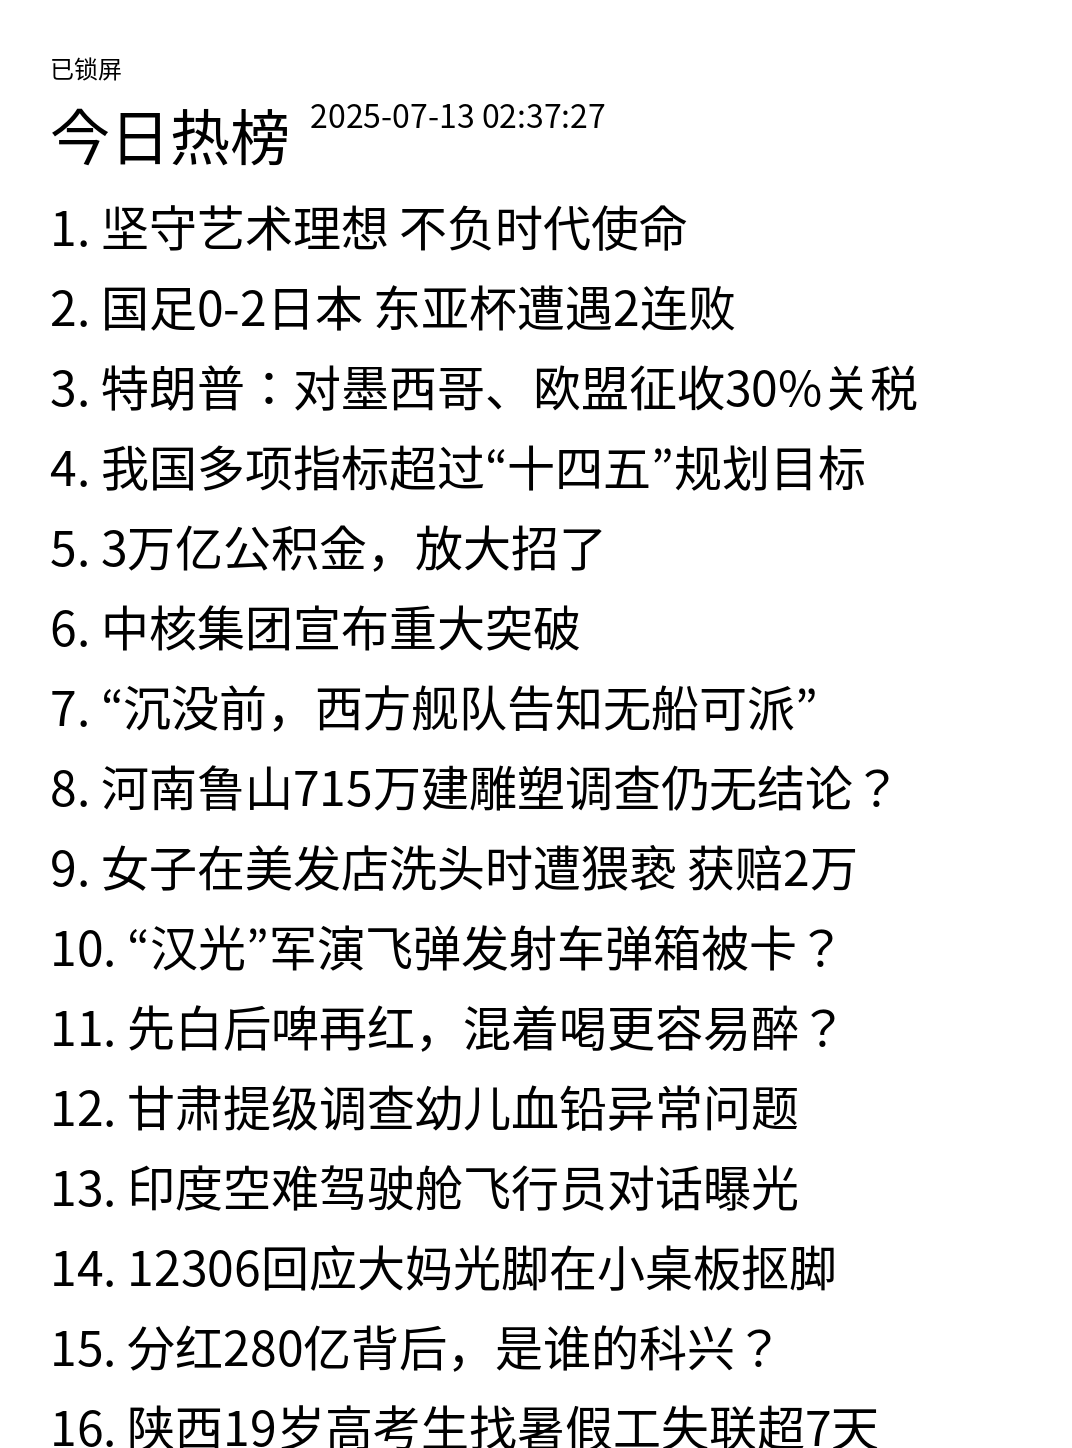 已锁屏
今日热榜 2025-07-13 02:37:27
1. 坚守艺术理想 不负时代使命
2. 国足0-2日本 东亚杯遭遇2连败
3. 特朗普：对墨西哥、欧盟征收30%关税
4. 我国多项指标超过“十四五”规划目标
5. 3万亿公积金，放大招了
6. 中核集团宣布重大突破
7. “沉没前，西方舰队告知无船可派”
8. 河南鲁山715万建雕塑调查仍无结论？
9. 女子在美发店洗头时遭猥亵 获赔2万
10. “汉光”军演飞弹发射车弹箱被卡？
11. 先白后啤再红，混着喝更容易醉？
12. 甘肃提级调查幼儿血铅异常问题
13. 印度空难驾驶舱飞行员对话曝光
14. 12306回应大妈光脚在小桌板抠脚
15. 分红280亿背后，是谁的科兴？
16. 陕西19岁高考生找暑假工失联超7天